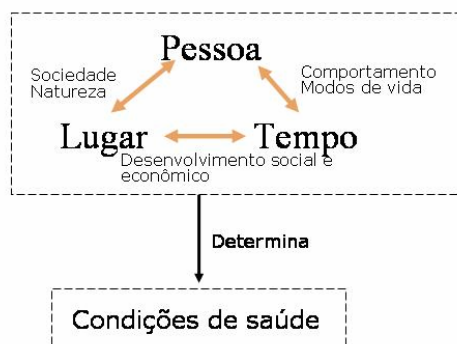 Pessoa
Sociedade
Natureza
Comportamento
Modos de vida
Lugar
Tempo
Desenvolvimento social e
econômico
Determina
Condições de saúde